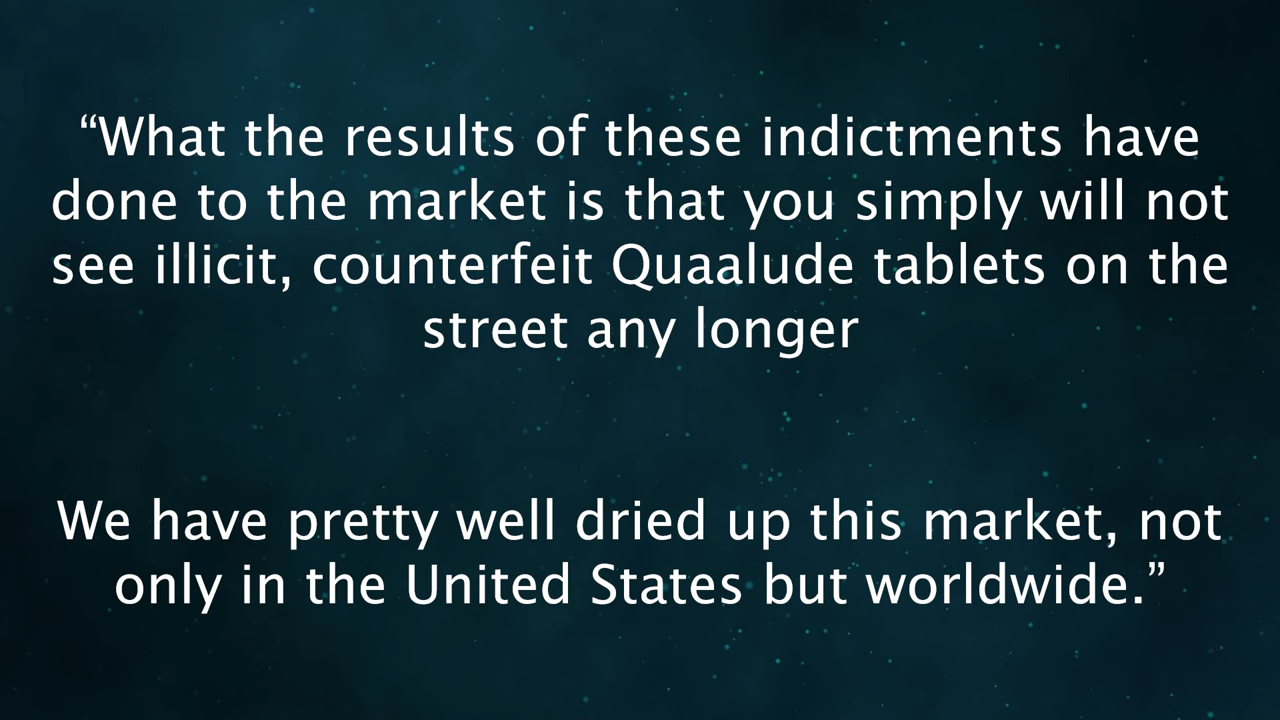 “What the results of these indictments have
done to the market is that you simply will not
see illicit, counterfeit Quaalude tablets on the
street any longer
We have pretty well dried up this market, not
only in the United States but worldwide.”